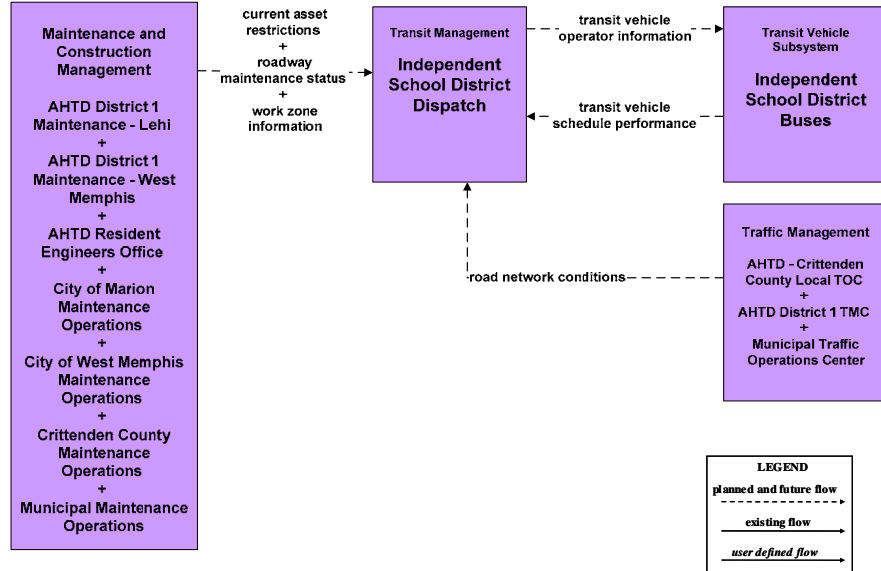 Maintenance and
Construction
Management
AHTD District 1
Maintenance - Lehi
+
AHTD District 1
Maintenance - West
Memphis
+
AHTD Resident
Engineers Office
+
City of Marion
Maintenance
Operations
+
City of West Memphis
Maintenance
Operations
+
Crittenden County
Maintenance
Operations
+
Municipal Maintenance
Operations
current asset
restrictions
+
roadway
maintenance status
+
work zone
information
Transit Management
Independent
School District
Dispatch
transit vehicle
operator information
transit vehicle
schedule performance
Transit Vehicle
Subsystem
Independent
School District
Buses
road network conditions
Traffic Management
AHTD - Crittenden
County Local TOC
+
AHTD District 1 TMC
+
Municipal Traffic
Operations Center
LEGEND
planned and future flow
existing flow
user defined flow